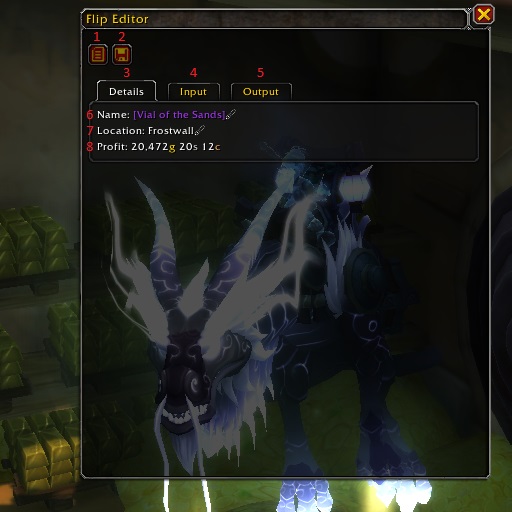 Flip Editor
1 2
3 4 5
Details Input Output
6 Name: [Vial of the Sands]
7 Location: Frostwall
8 Profit: 20,472g 20s 12c